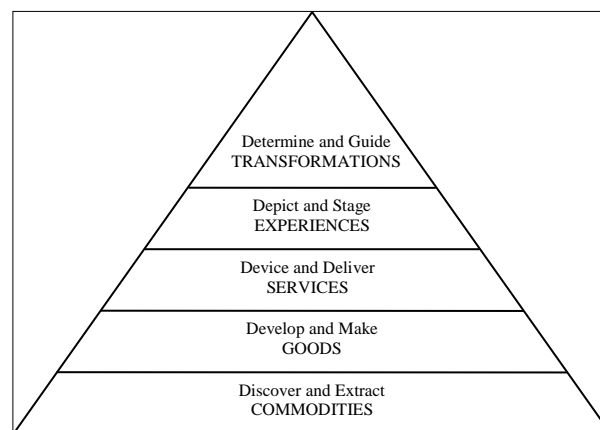 Determine and Guide
TRANSFORMATIONS
Depict and Stage
EXPERIENCES
Device and Deliver
SERVICES
Develop and Make
GOODS
Discover and Extract
COMMODITIES